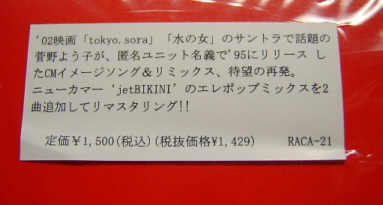 '02映画「tokyo.sora」「水の女」のサントラで話題の
菅野よう子が、匿名ユニット名義で'95にリリース し
たCMイメージソング＆リミックス、待望の再発。
ニューカマー‘jetBIKINI’のエレポップミックスを2
曲追加してリマスタリング!!
定価¥1,500(税込)(税抜価格¥1,429) RACA-21